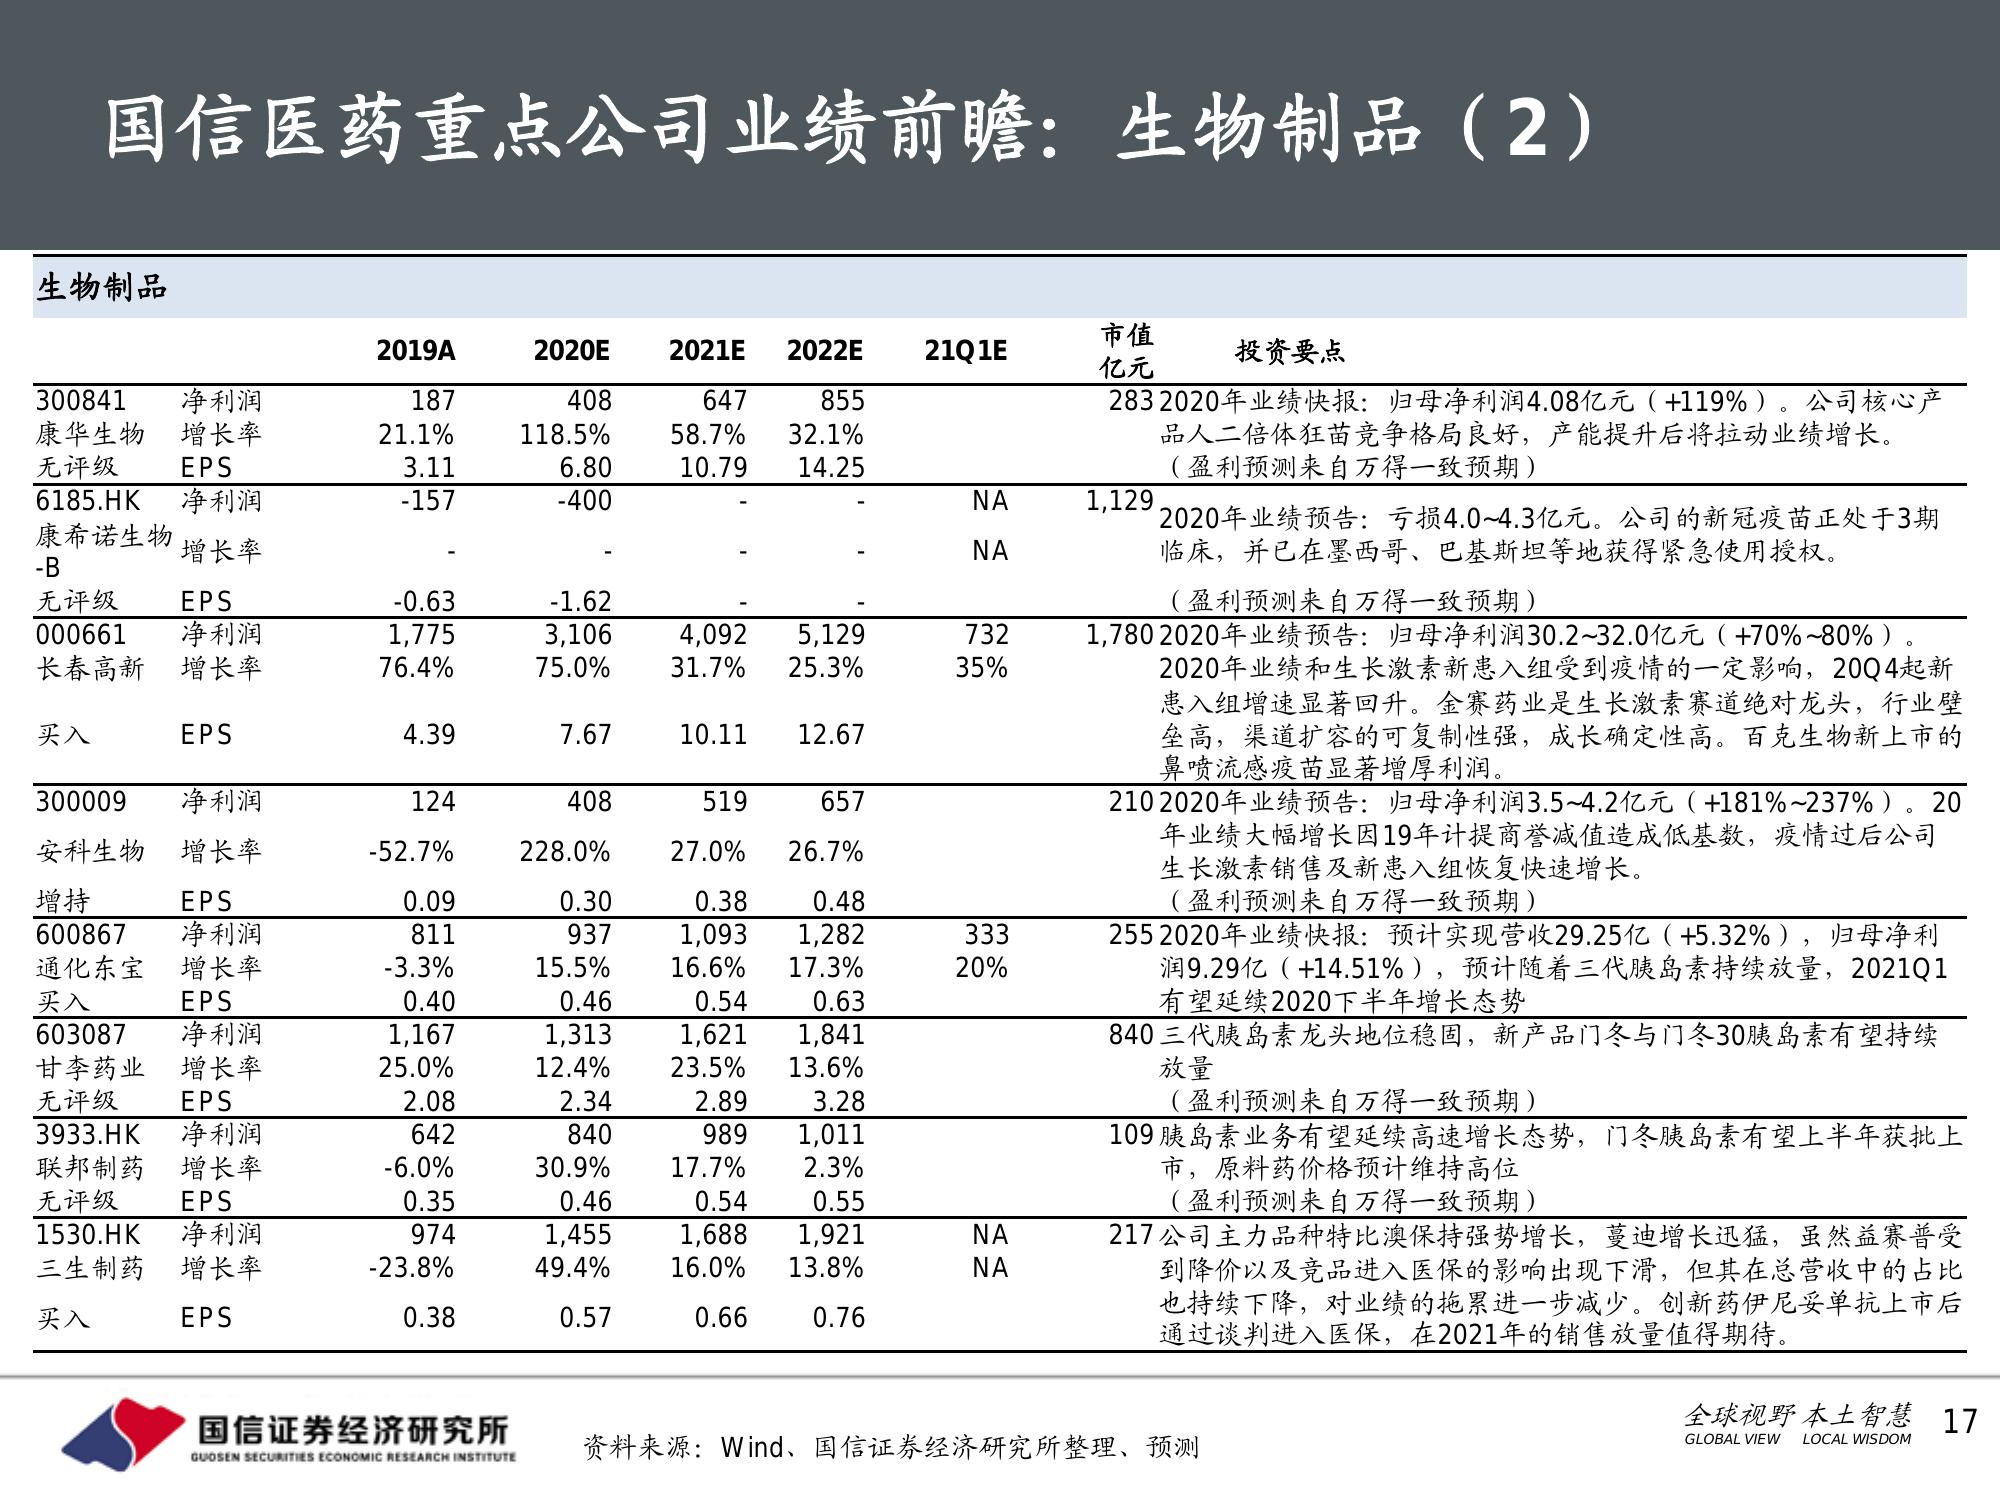 国信医药重点公司业绩前瞻：生物制品（2）
生物制品
2019A 2020E 2021E 2022E 21Q1E 市值亿元 投资要点
300841 净利润 187 408 647 855 283 2020年业绩快报：归母净利润4.08亿元（+119%）。公司核心产
康华生物 增长率 21.1% 118.5% 58.7% 32.1% 品人二倍体狂苗竞争格局良好，产能提升后将拉动业绩增长。
无评级 EPS 3.11 6.80 10.79 14.25 （盈利预测来自万得一致预期）
6185.HK 净利润 -157 -400 - - NA 1,129 2020年业绩预告：亏损4.0~4.3亿元。公司的新冠疫苗正处于3期
康希诺生物-B 增长率 - - - - NA 临床，并已在墨西哥、巴基斯坦等地获得紧急使用授权。
无评级 EPS -0.63 -1.62 - - （盈利预测来自万得一致预期）
000661 净利润 1,775 3,106 4,092 5,129 732 1,780 2020年业绩预告：归母净利润30.2~32.0亿元（+70%~80%）。
长春高新 增长率 76.4% 75.0% 31.7% 25.3% 35% 2020年业绩和生长激素新患入组受到疫情的一定影响，20Q4起新
患入组增速显著回升。金赛药业是生长激素赛道绝对龙头，行业壁
买入 EPS 4.39 7.67 10.11 12.67 垒高，渠道扩容的可复制性强，成长确定性高。百克生物新上市的
鼻喷流感疫苗显著增厚利润。
300009 净利润 124 408 519 657 210 2020年业绩预告：归母净利润3.5~4.2亿元（+181%~237%）。20
安科生物 增长率 -52.7% 228.0% 27.0% 26.7% 年业绩大幅增长因19年计提商誉减值造成低基数，疫情过后公司
生长激素销售及新患入组恢复快速增长。
增持 EPS 0.09 0.30 0.38 0.48 （盈利预测来自万得一致预期）
600867 净利润 811 937 1,093 1,282 333 255 2020年业绩快报：预计实现营收29.25亿（+5.32%），归母净利
通化东宝 增长率 -3.3% 15.5% 16.6% 17.3% 20% 润9.29亿（+14.51%），预计随着三代胰岛素持续放量，2021Q1
买入 EPS 0.40 0.46 0.54 0.63 有望延续2020下半年增长态势
603087 净利润 1,167 1,313 1,621 1,841 840 三代胰岛素龙头地位稳固，新产品门冬与门冬30胰岛素有望持续
甘李药业 增长率 25.0% 12.4% 23.5% 13.6% 放量
无评级 EPS 2.08 2.34 2.89 3.28 （盈利预测来自万得一致预期）
3933.HK 净利润 642 840 989 1,011 109 胰岛素业务有望延续高速增长态势，门冬胰岛素有望上半年获批上
联邦制药 增长率 -6.0% 30.9% 17.7% 2.3% 市，原料药价格预计维持高位
无评级 EPS 0.35 0.46 0.54 0.55 （盈利预测来自万得一致预期）
1530.HK 净利润 974 1,455 1,688 1,921 NA 217 公司主力品种特比澳保持强势增长，蔓迪增长迅猛，虽然益赛普受
三生制药 增长率 -23.8% 49.4% 16.0% 13.8% NA 到降价以及竞品进入医保的影响出现下滑，但其在总营收中的占比
买入 EPS 0.38 0.57 0.66 0.76 也持续下降，对业绩的拖累进一步减少。创新药伊尼妥单抗上市后
通过谈判进入医保，在2021年的销售放量值得期待。
国信证券经济研究所
GUOSEN SECURITIES ECONOMIC RESEARCH INSTITUTE
资料来源：Wind、国信证券经济研究所整理、预测
全球视野 本土智慧
GLOBAL VIEW LOCAL WISDOM
17